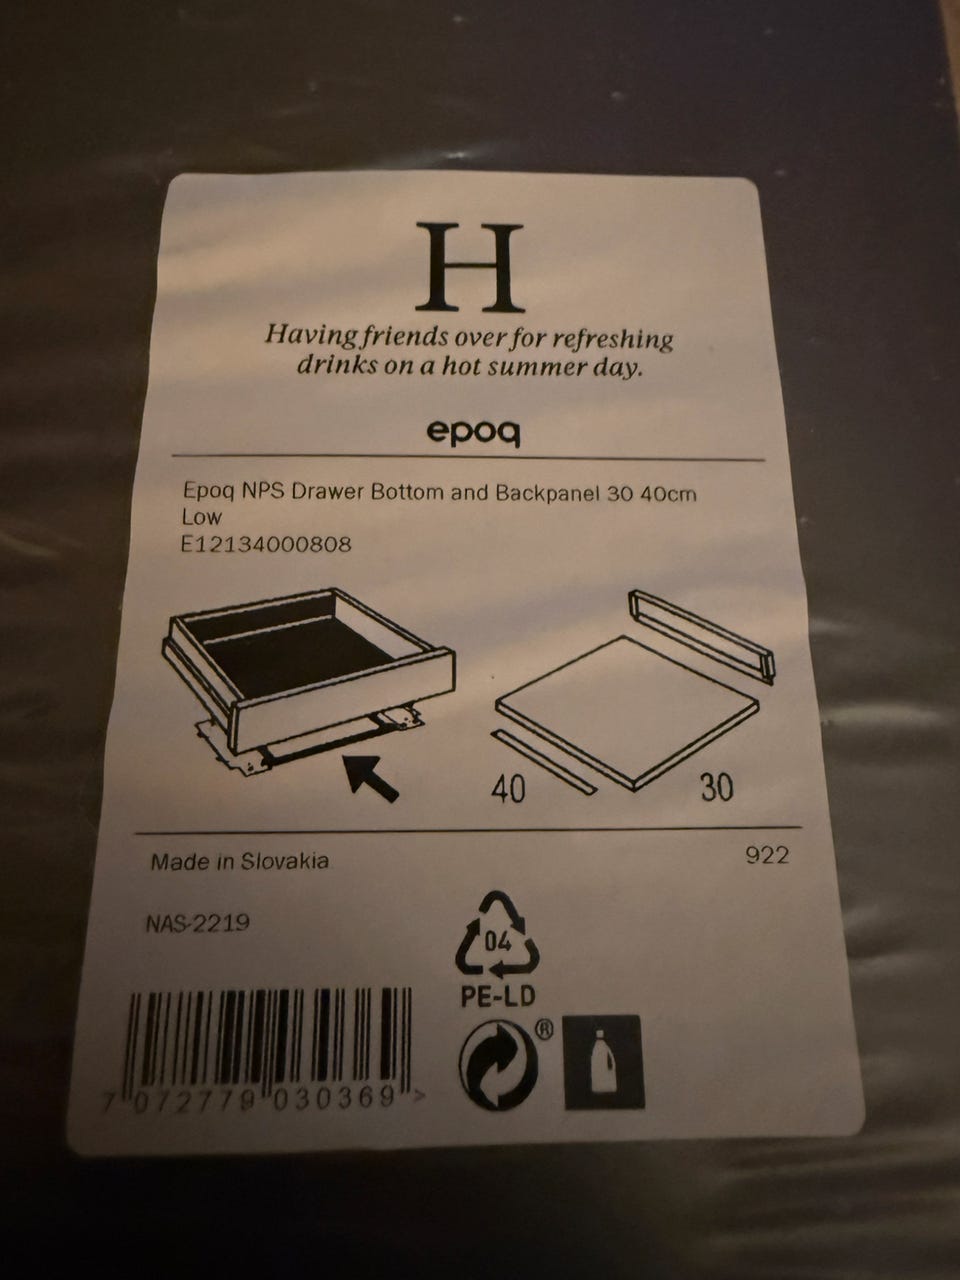 H
Having friends over for refreshing
drinks on a hot summer day.
epoq
Epoq NPS Drawer Bottom and Backpanel 30 40cm
Low
E12134000808
40
30
Made in Slovakia
922
NAS-2219
04
PE-LD
®
7 072779 030369 >